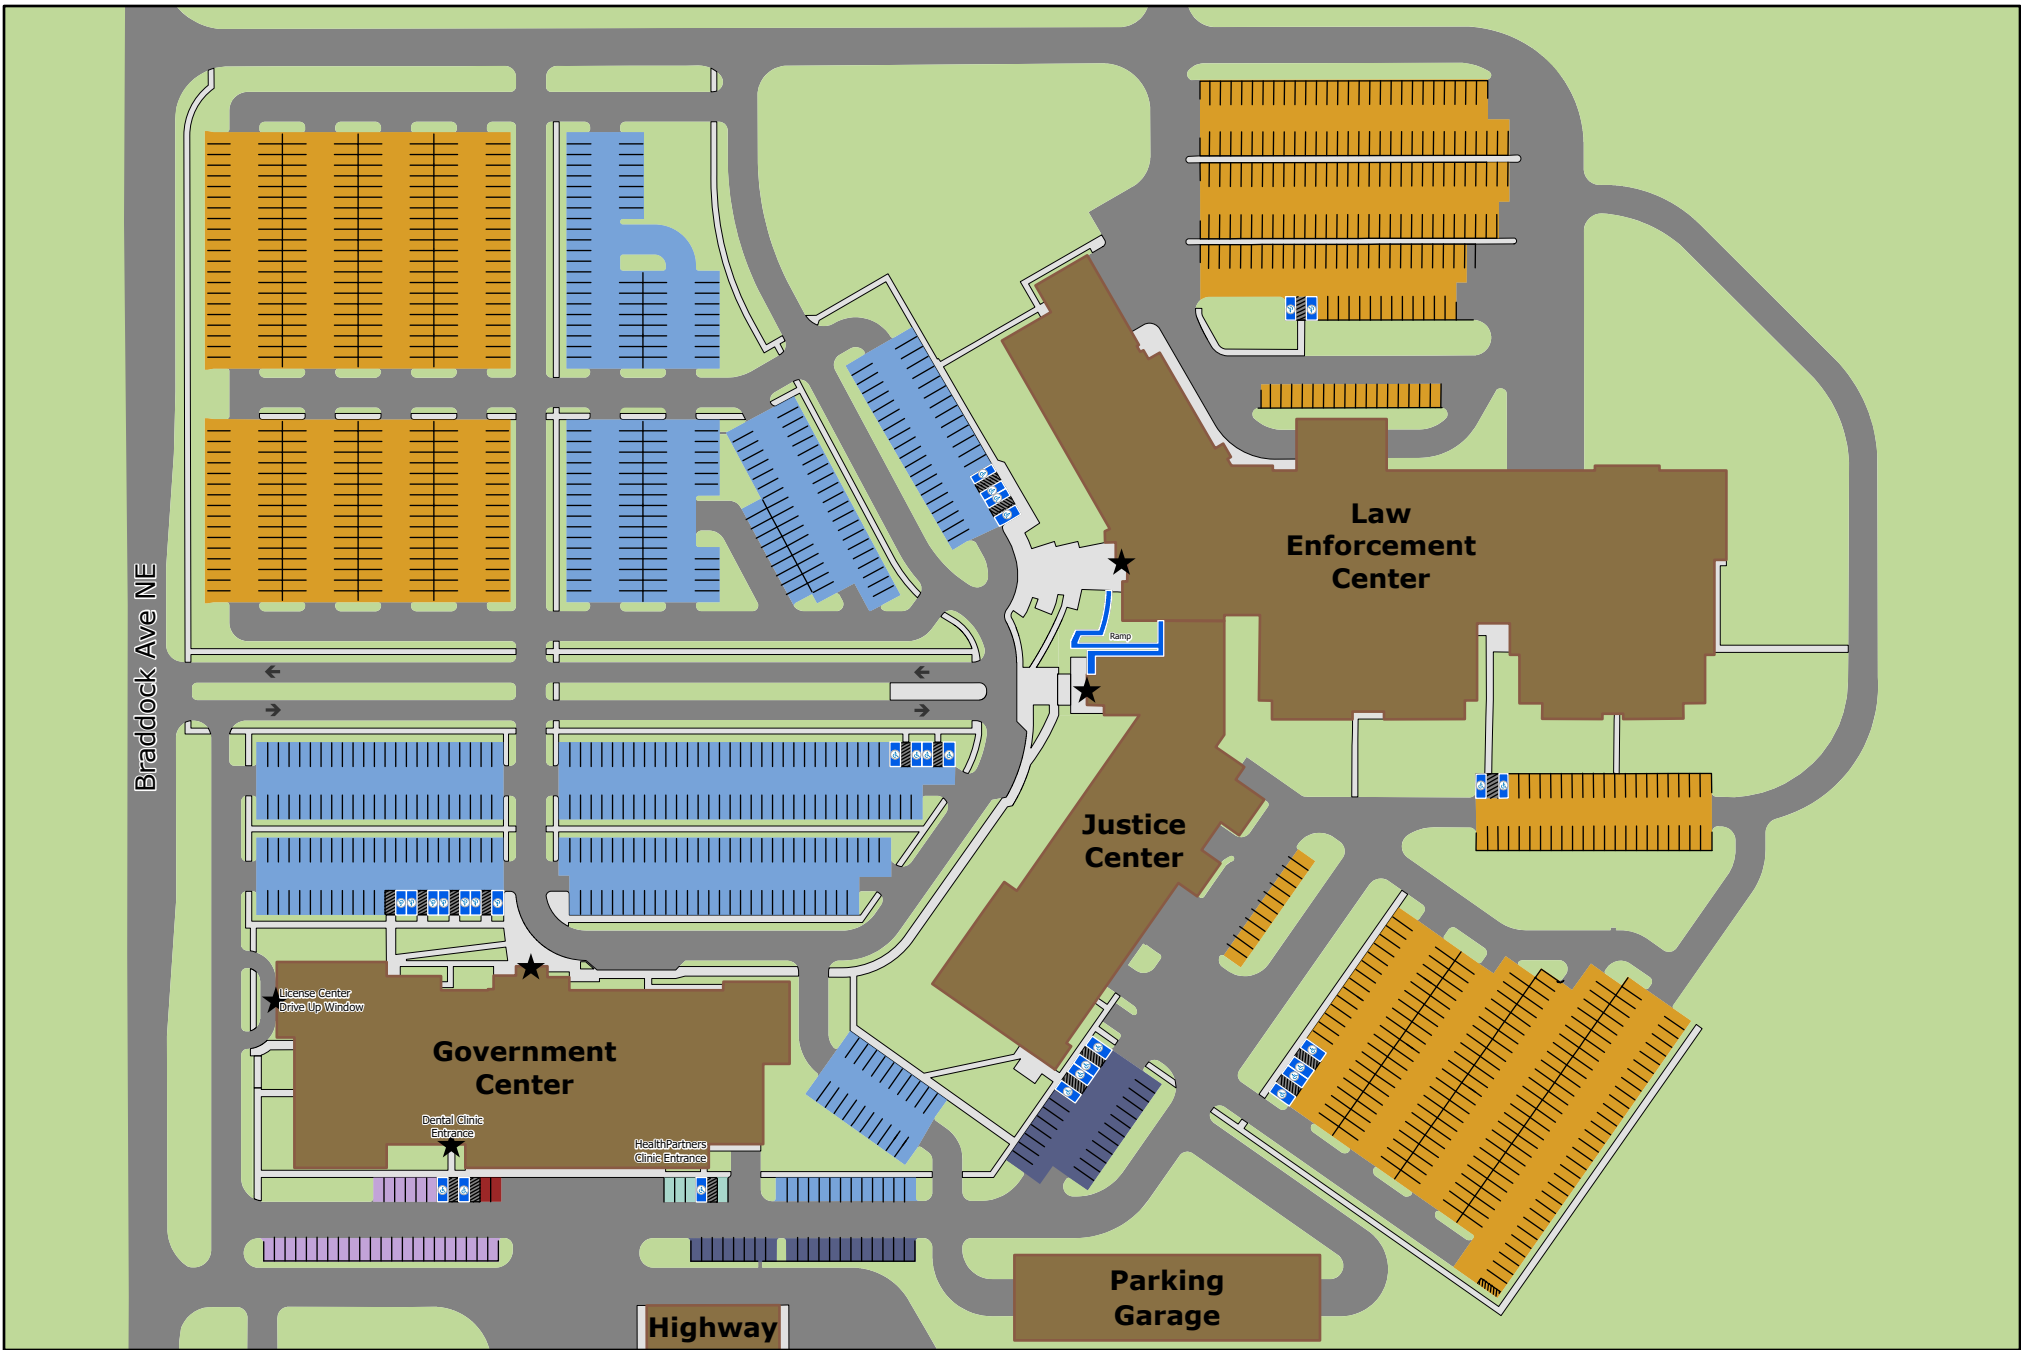 Law
Enforcement
Center
Braddock Ave NE
Ramp
Justice
Center
License Center
Drive Up Window
Government
Center
Dental Clinic
Entrance
HealthPartners
Clinic Entrance
Parking
Garage
Highway